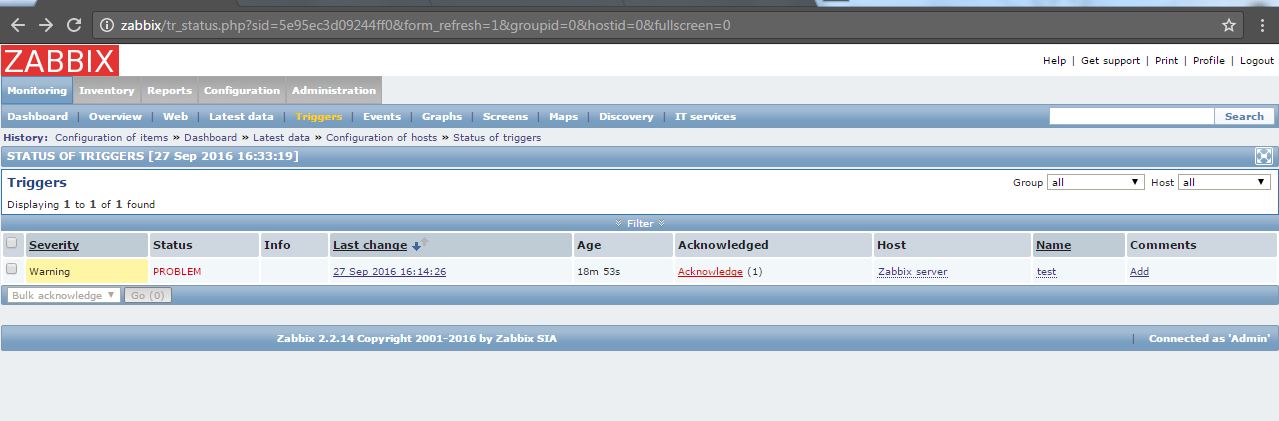 zabbix/tr_status.php?sid=5e95ec3d09244ff0&form_refresh=1&groupid=0&hostid=0&fullscreen=0
ZABBIX
Help | Get support | Print | Profile | Logout
Monitoring Inventory Reports Configuration Administration
Dashboard | Overview | Web | Latest data | Triggers | Events | Graphs | Screens | Maps | Discovery | IT services Search
History: Configuration of items » Dashboard » Latest data » Configuration of hosts » Status of triggers
STATUS OF TRIGGERS [27 Sep 2016 16:33:19]
Triggers Group all Host all
Displaying 1 to 1 of 1 found
Filter
Severity Status Info Last change Age Acknowledged Host Name Comments
Warning PROBLEM 27 Sep 2016 16:14:26 18m 53s Acknowledge (1) Zabbix server test Add
Bulk acknowledge Go (0)
Zabbix 2.2.14 Copyright 2001-2016 by Zabbix SIA | Connected as 'Admin'